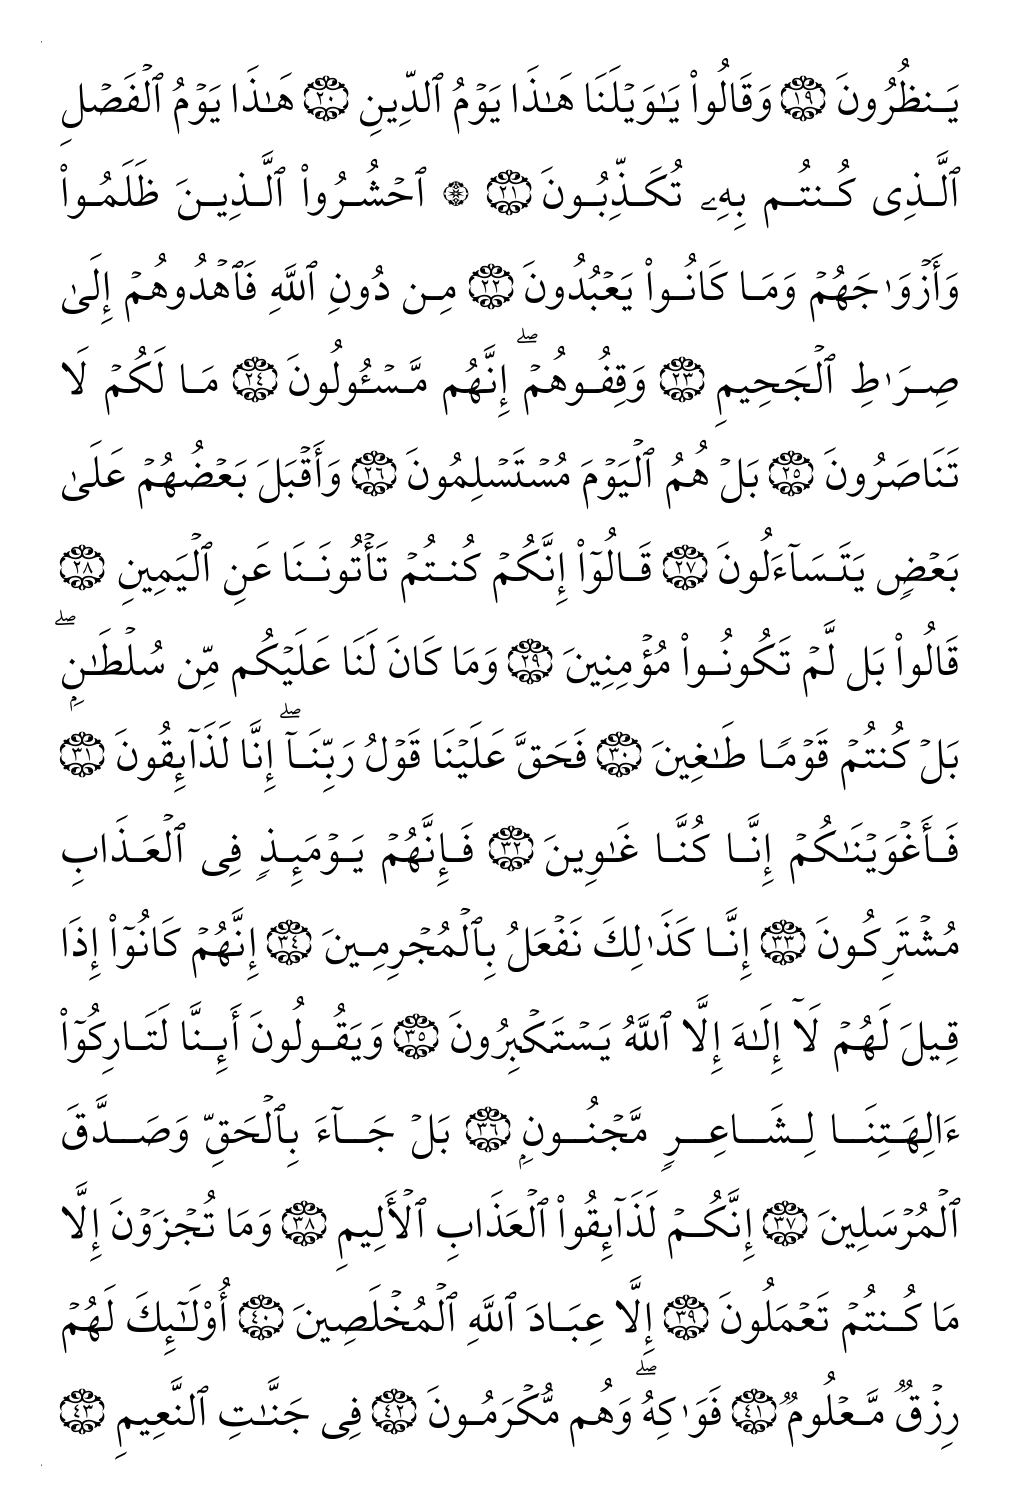 يَنظُرُونَ ١٩ وَقَالُوا۟ يَـٰوَيْلَنَا هَـٰذَا يَوْمُ ٱلدِّينِ ٢٠ هَـٰذَا يَوْمُ ٱلْفَصْلِ
ٱلَّذِى كُنتُم بِهِۦ تُكَذِّبُونَ ٢١ ۞ ٱحْشُرُوا۟ ٱلَّذِينَ ظَلَمُوا۟
وَأَزْوَٰجَهُمْ وَمَا كَانُوا۟ يَعْبُدُونَ ٢٢ مِن دُونِ ٱللَّهِ فَٱهْدُوهُمْ إِلَىٰ
صِرَٰطِ ٱلْجَحِيمِ ٢٣ وَقِفُوهُمْ ۖ إِنَّهُم مَّسْـُٔولُونَ ٢٤ مَا لَكُمْ لَا
تَنَاصَرُونَ ٢٥ بَلْ هُمُ ٱلْيَوْمَ مُسْتَسْلِمُونَ ٢٦ وَأَقْبَلَ بَعْضُهُمْ عَلَىٰ
بَعْضٍ يَتَسَآءَلُونَ ٢٧ قَالُوٓا۟ إِنَّكُمْ كُنتُمْ تَأْتُونَنَا عَنِ ٱلْيَمِينِ ٢٨
قَالُوا۟ بَل لَّمْ تَكُونُوا۟ مُؤْمِنِينَ ٢٩ وَمَا كَانَ لَنَا عَلَيْكُم مِّن سُلْطَـٰنٍۭ ۖ
بَلْ كُنتُمْ قَوْمًا طَـٰغِينَ ٣٠ فَحَقَّ عَلَيْنَا قَوْلُ رَبِّنَآ ۖ إِنَّا لَذَآئِقُونَ ٣١
فَأَغْوَيْنَـٰكُمْ إِنَّا كُنَّا غَـٰوِينَ ٣٢ فَإِنَّهُمْ يَوْمَئِذٍ فِى ٱلْعَذَابِ
مُشْتَرِكُونَ ٣٣ إِنَّا كَذَٰلِكَ نَفْعَلُ بِٱلْمُجْرِمِينَ ٣٤ إِنَّهُمْ كَانُوٓا۟ إِذَا
قِيلَ لَهُمْ لَآ إِلَـٰهَ إِلَّا ٱللَّهُ يَسْتَكْبِرُونَ ٣٥ وَيَقُولُونَ أَئِنَّا لَتَارِكُوٓا۟
ءَالِهَتِنَا لِشَاعِرٍ مَّجْنُونٍۭ ٣٦ بَلْ جَآءَ بِٱلْحَقِّ وَصَدَّقَ
ٱلْمُرْسَلِينَ ٣٧ إِنَّكُمْ لَذَآئِقُوا۟ ٱلْعَذَابِ ٱلْأَلِيمِ ٣٨ وَمَا تُجْزَوْنَ إِلَّا
مَا كُنتُمْ تَعْمَلُونَ ٣٩ إِلَّا عِبَادَ ٱللَّهِ ٱلْمُخْلَصِينَ ٤٠ أُو۟لَـٰٓئِكَ لَهُمْ
رِزْقٌ مَّعْلُومٌ ٤١ فَوَٰكِهُ ۖ وَهُم مُّكْرَمُونَ ٤٢ فِى جَنَّـٰتِ ٱلنَّعِيمِ ٤٣